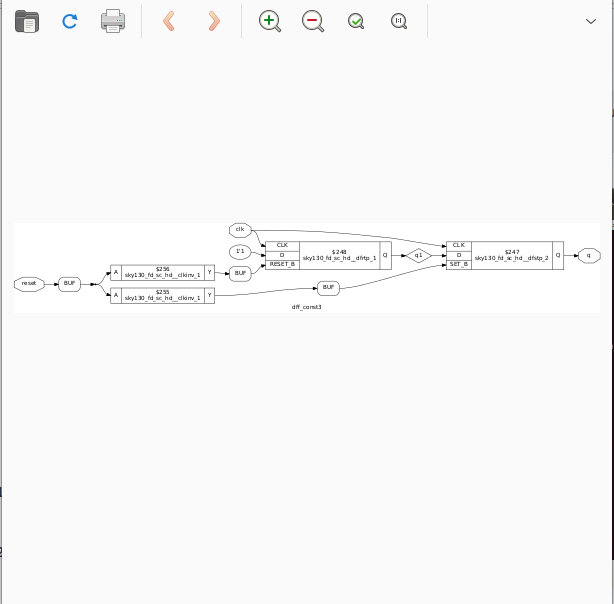 clk
1'1
BUF
CLK
D
RESET_B
$248
sky130_fd_sc_hd__dfrtp_1
Q
q1
CLK
D
SET_B
$247
sky130_fd_sc_hd__dfstp_2
Q
q
reset
BUF
A
$256
sky130_fd_sc_hd__clkinv_1
Y
A
$255
sky130_fd_sc_hd__clkinv_1
Y
BUF
dff_const3